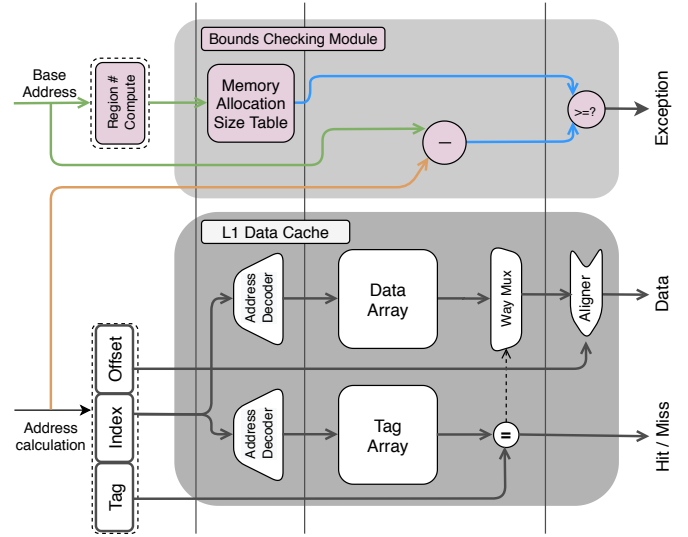 Bounds Checking Module
Base
Address
Region #
Compute
Memory
Allocation
Size Table
>=?
Exception
—
L1 Data Cache
Address
Decoder
Data
Array
Way Mux
Aligner
Data
Offset
Index
Tag
Address
calculation
Address
Decoder
Tag
Array
=
Hit / Miss